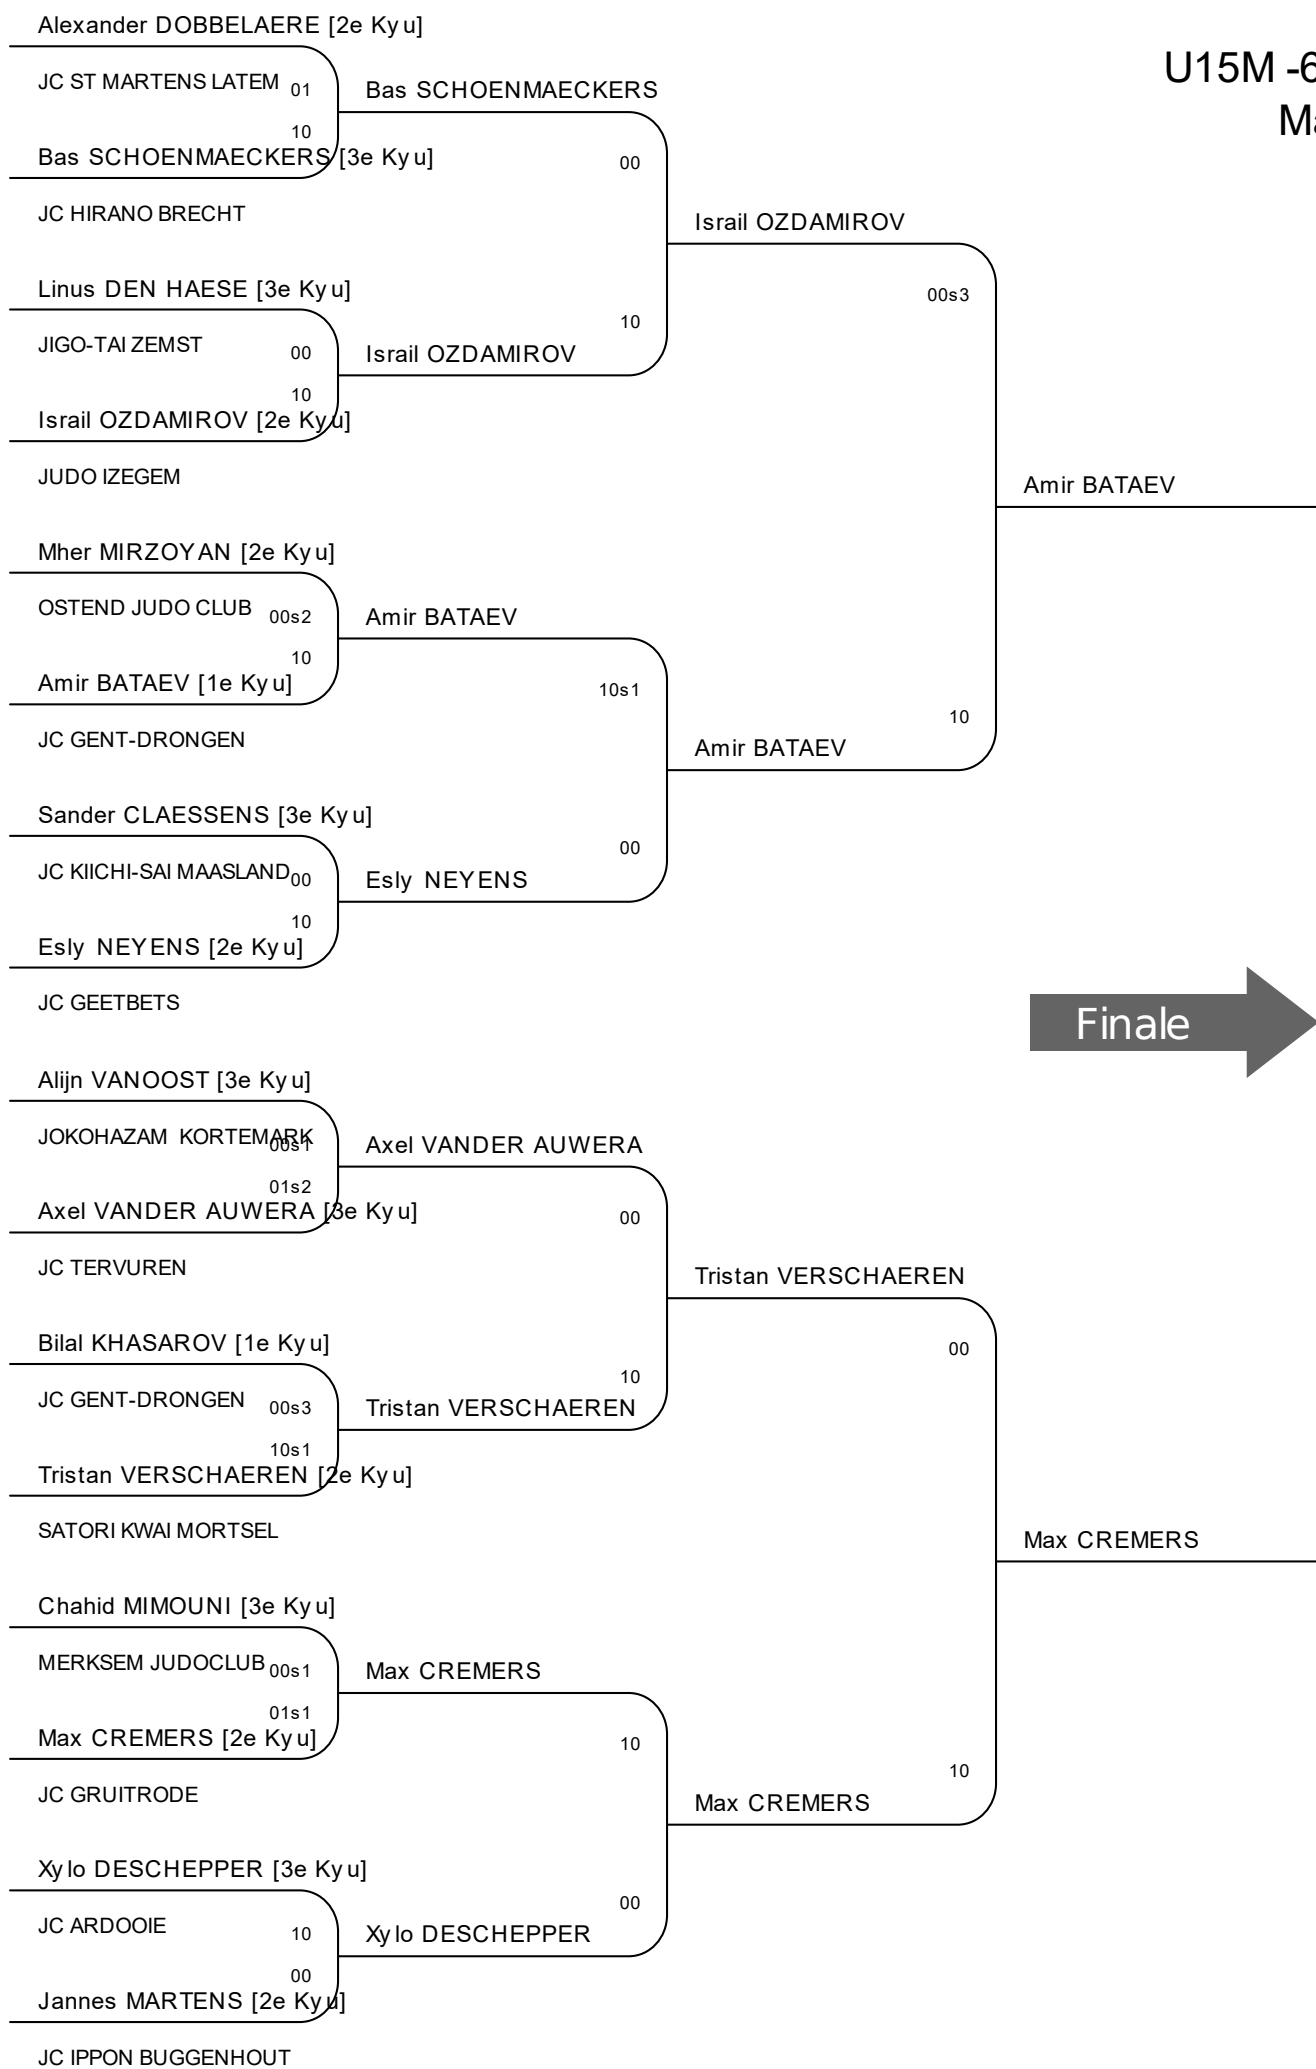 Alexander DOBBELAERE [2e Kyu]
U15M -6
JC ST MARTENS LATEM 01
Bas SCHOENMAECKERS
Ma
10
Bas SCHOENMAECKERS [3e Kyu]
00
JC HIRANO BRECHT
Israil OZDAMIROV
Linus DEN HAESE [3e Kyu]
00s3
10
JIGO-TAI ZEMST 00
Israil OZDAMIROV
10
Israil OZDAMIROV [2e Kyu]
JUDO IZEGEM
Amir BATAEV
Mher MIRZOYAN [2e Kyu]
OSTEND JUDO CLUB 00s2
Amir BATAEV
10
Amir BATAEV [1e Kyu]
10s1
10
JC GENT-DRONGEN
Amir BATAEV
Sander CLAESSENS [3e Kyu]
00
JC KIICHI-SAI MAASLAND 00
Esly NEYENS
10
Esly NEYENS [2e Kyu]
JC GEETBETS
Finale
Alijn VANOOST [3e Kyu]
JOKOHAZAM KORTEMARK 00s1
Axel VANDER AUWERA
01s2
Axel VANDER AUWERA [3e Kyu]
00
JC TERVUREN
Tristan VERSCHAEREN
Bilal KHASAROV [1e Kyu]
00
10
JC GENT-DRONGEN 00s3
Tristan VERSCHAEREN
10s1
Tristan VERSCHAEREN [2e Kyu]
SATORI KWAI MORTSEL
Max CREMERS
Chahid MIMOUNI [3e Kyu]
MERKSEM JUDOCLUB 00s1
Max CREMERS
01s1
Max CREMERS [2e Kyu]
10
10
JC GRUITRODE
Max CREMERS
Xylo DESCHEPPER [3e Kyu]
00
JC ARDOOIE 10
Xylo DESCHEPPER
00
Jannes MARTENS [2e Kyu]
JC IPPON BUGGENHOUT